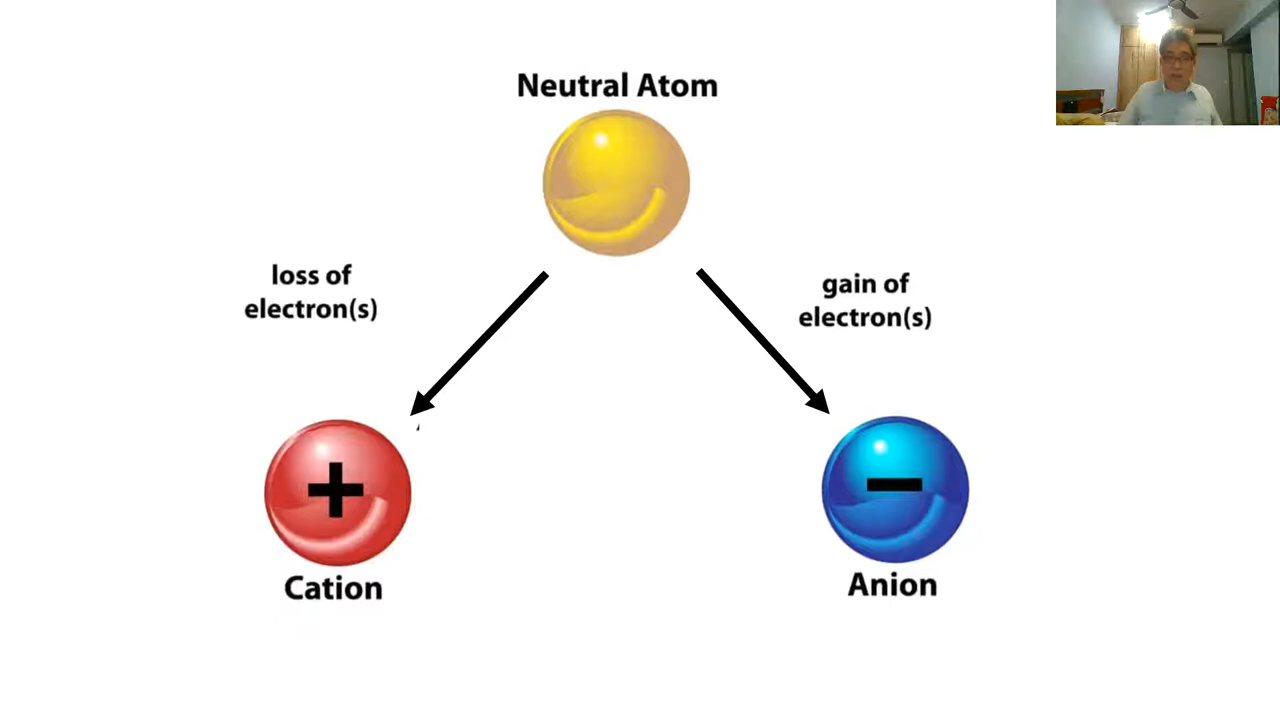 Neutral Atom
loss of
electron(s)
gain of
electron(s)
+
−
Cation
Anion